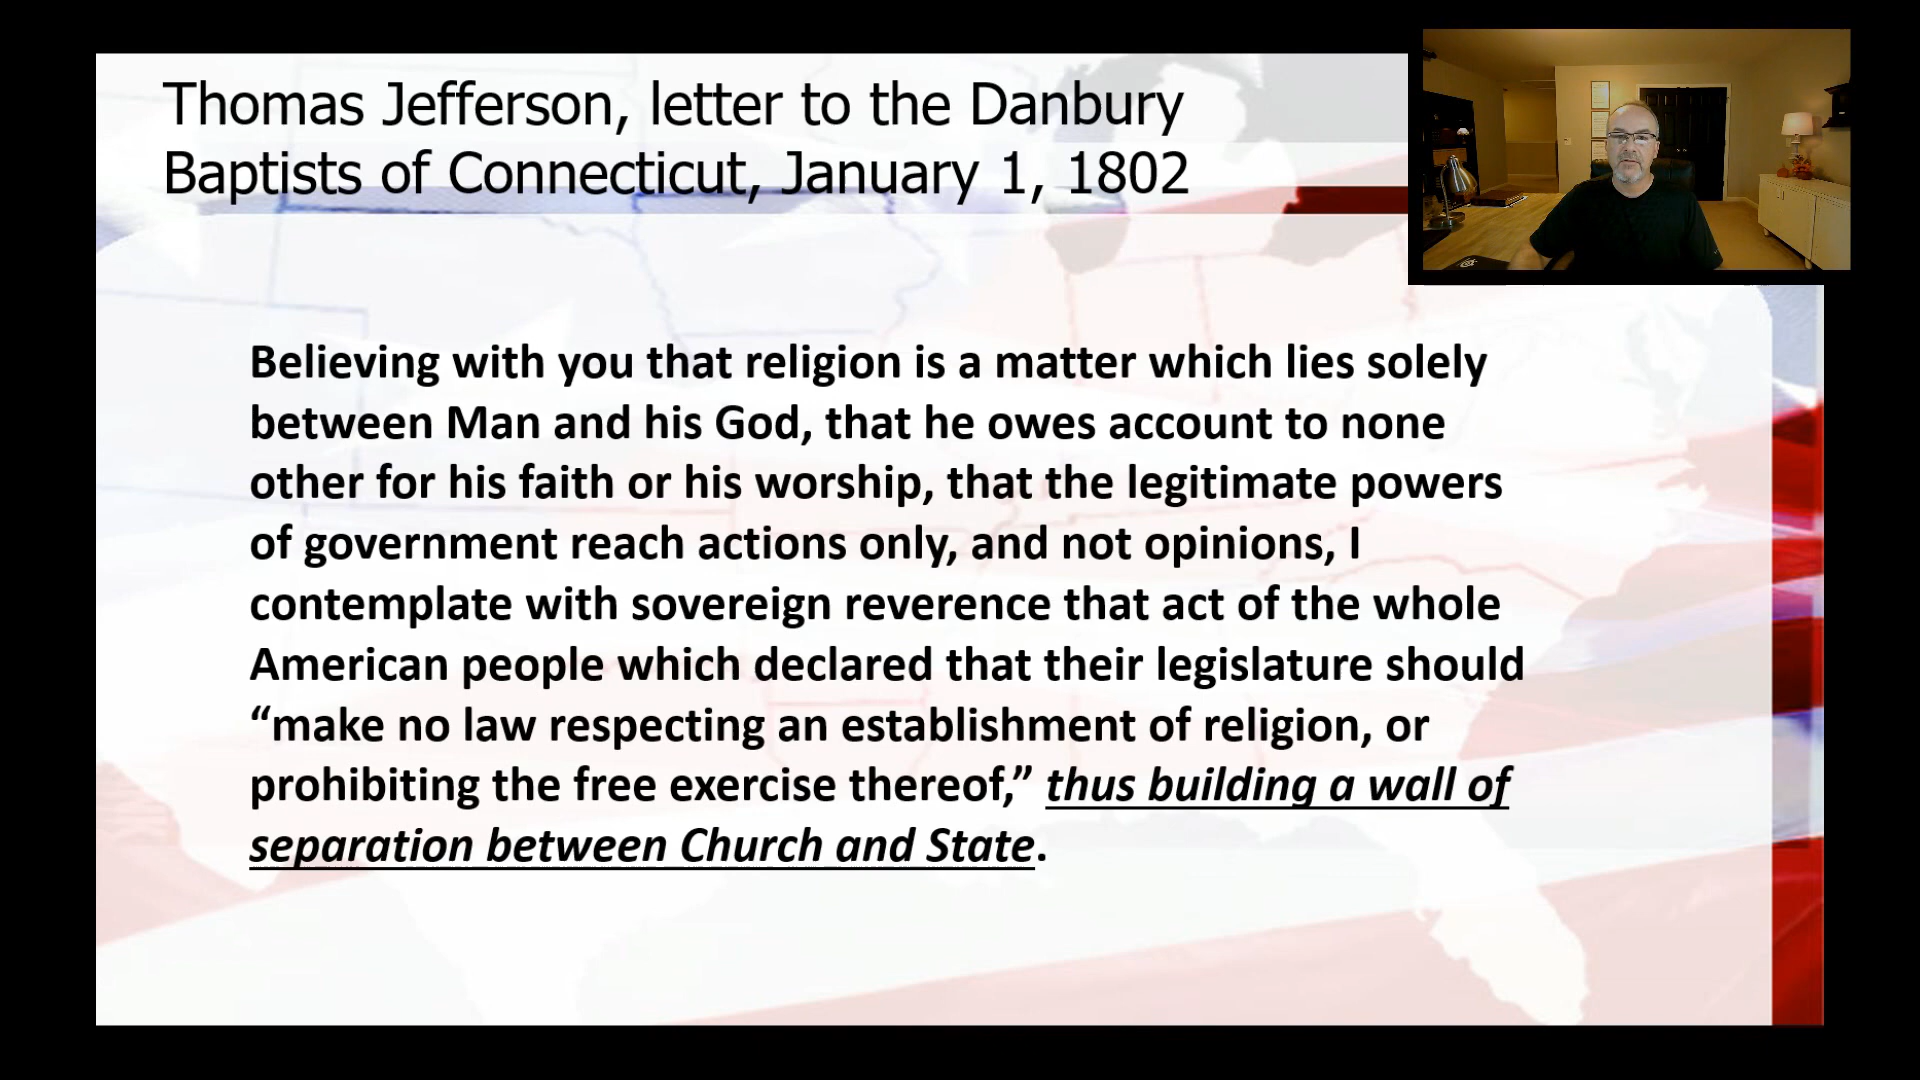 Thomas Jefferson, letter to the Danbury
Baptists of Connecticut, January 1, 1802
Believing with you that religion is a matter which lies solely
between Man and his God, that he owes account to none
other for his faith or his worship, that the legitimate powers
of government reach actions only, and not opinions, I
contemplate with sovereign reverence that act of the whole
American people which declared that their legislature should
“make no law respecting an establishment of religion, or
prohibiting the free exercise thereof,” thus building a wall of
separation between Church and State.